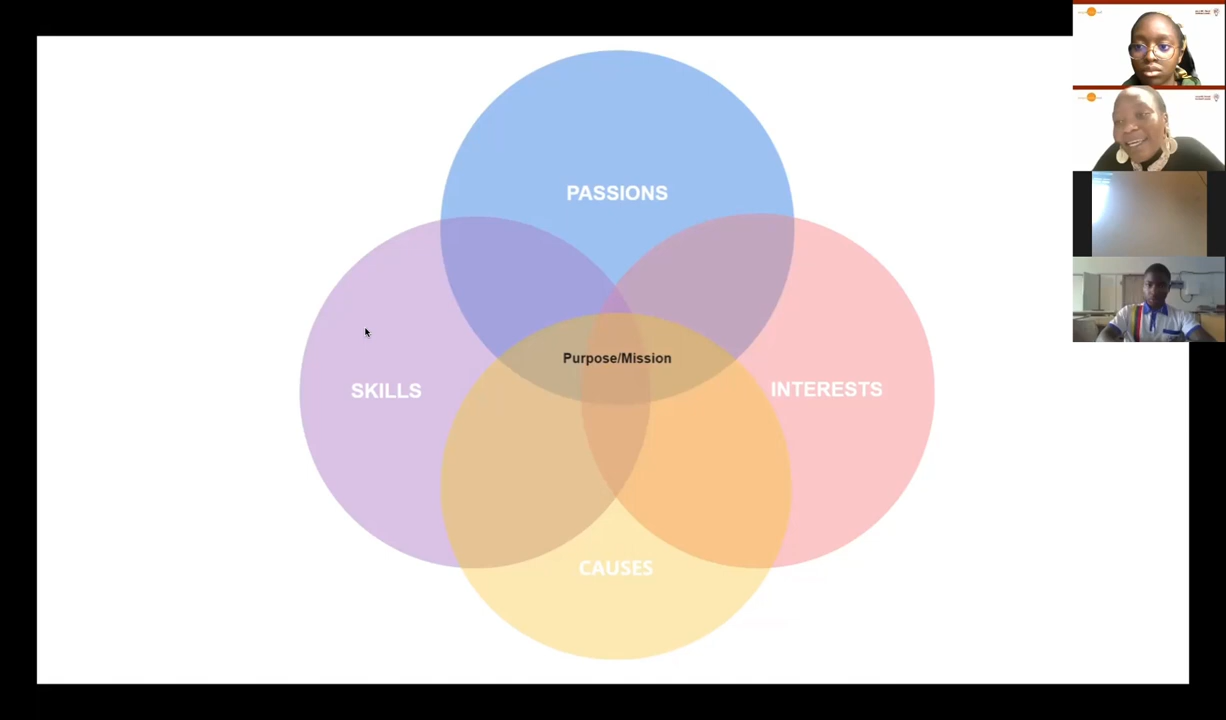 PASSIONS
Purpose/Mission
SKILLS
INTERESTS
CAUSES